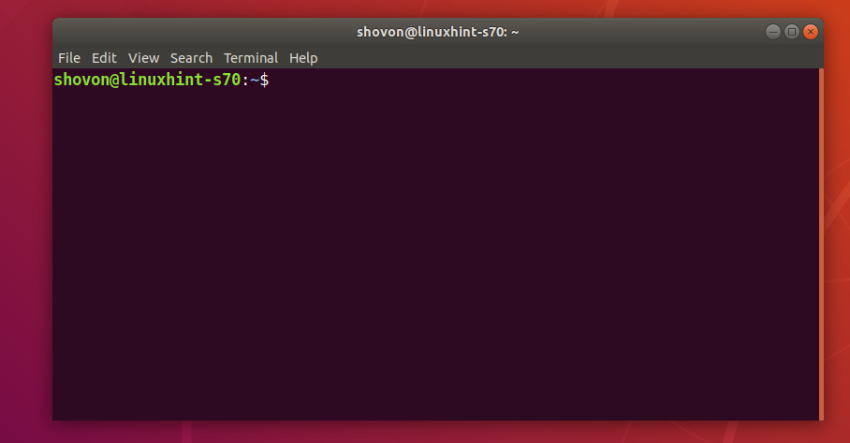 shovon@linuxhint-s70: ~
File Edit View Search Terminal Help
shovon@linuxhint-s70:~$